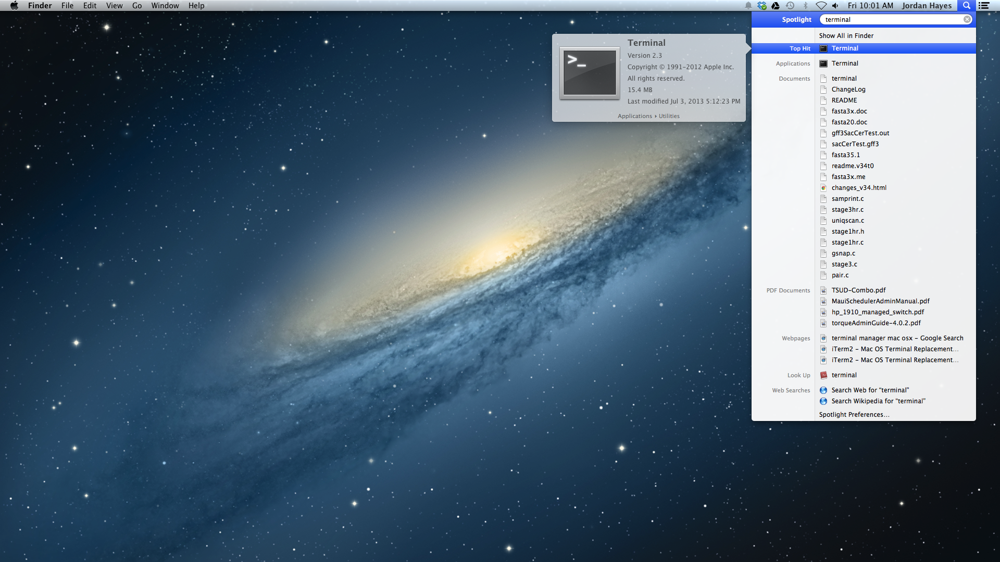 Finder File Edit View Go Window Help
Fri 10:01 AM Jordan Hayes
Spotlight terminal
Show All in Finder
Top Hit Terminal
Applications Terminal
Documents terminal
ChangeLog
README
fasta3x.doc
fasta20.doc
gff3SacCerTest.out
sacCerTest.gff3
fasta35.1
readme.v34t0
fasta3x.me
changes_v34.html
samprint.c
stage3hr.c
uniqscan.c
stage1hr.h
stage1hr.c
gsnap.c
stage3.c
pair.c
PDF Documents TSUD-Combo.pdf
MauiSchedulerAdminManual.pdf
hp_1910_managed_switch.pdf
torqueAdminGuide-4.0.2.pdf
Webpages terminal manager mac osx - Google Search
iTerm2 - Mac OS Terminal Replacement...
iTerm2 - Mac OS Terminal Replacement...
Look Up terminal
Web Searches Search Web for “terminal”
Search Wikipedia for “terminal”
Spotlight Preferences...
Terminal
Version 2.3
Copyright © 1991-2012 Apple Inc.
All rights reserved.
15.4 MB
Last modified Jul 3, 2013 5:12:23 PM
Applications ▸ Utilities
>_